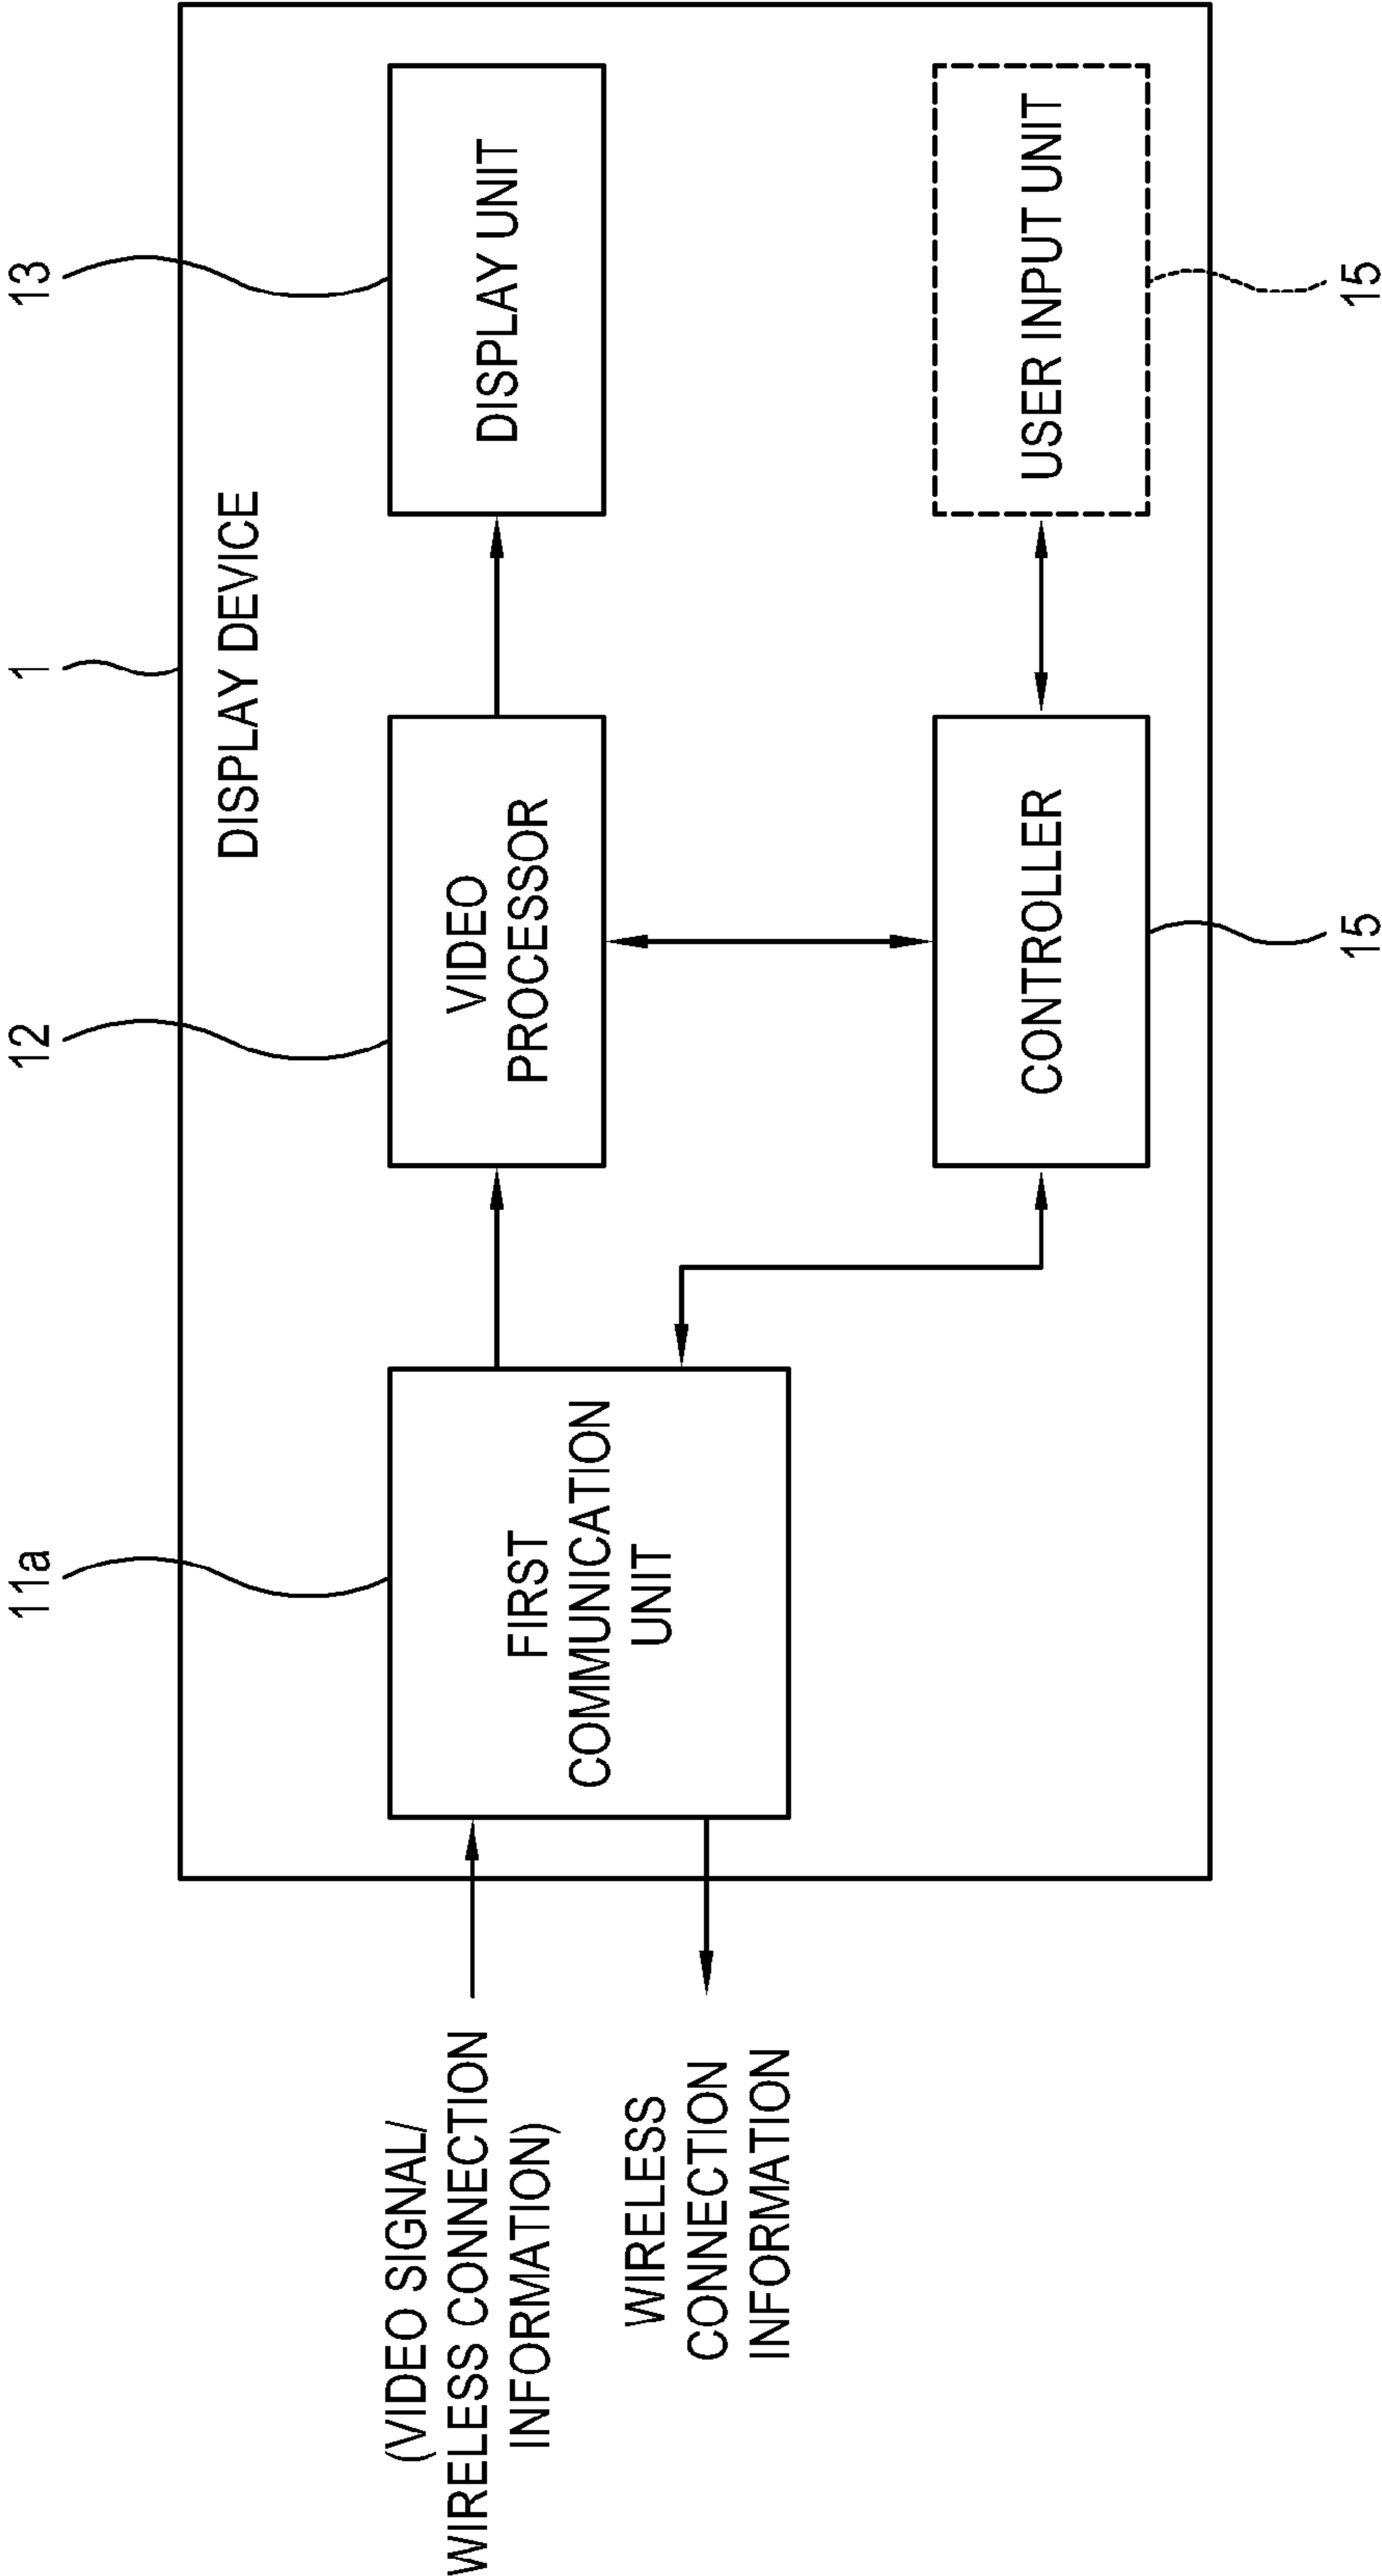 1
DISPLAY DEVICE
11a
12
13
(VIDEO SIGNAL/
WIRELESS CONNECTION
INFORMATION)
WIRELESS
CONNECTION
INFORMATION
FIRST
COMMUNICATION
UNIT
VIDEO
PROCESSOR
DISPLAY UNIT
CONTROLLER
USER INPUT UNIT
15
15